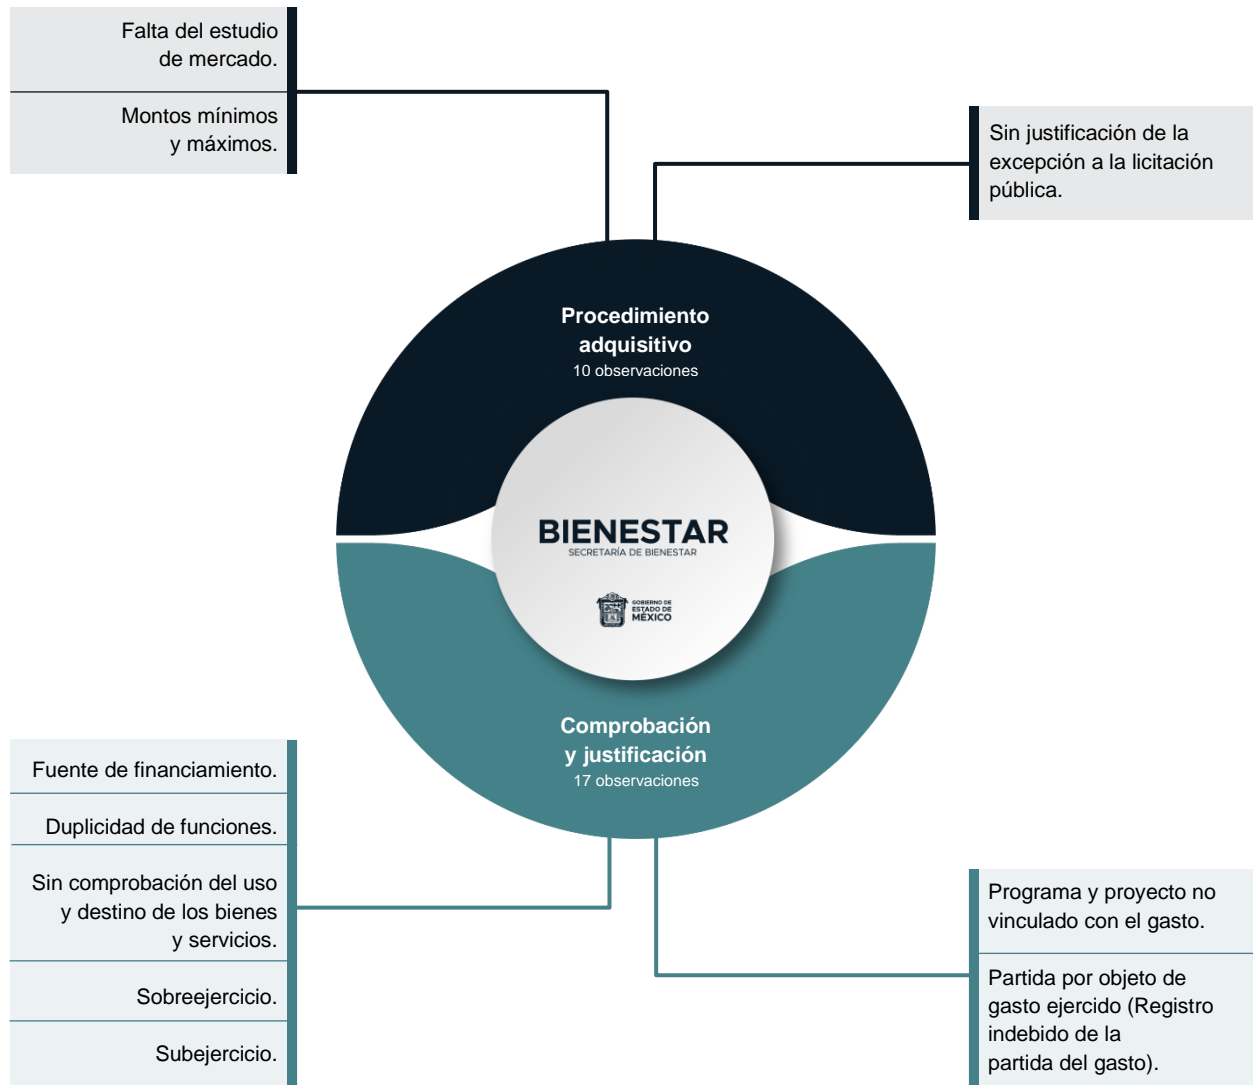 Falta del estudio
de mercado.
Montos mínimos
y máximos.
Sin justificación de la
excepción a la licitación
pública.
Procedimiento
adquisitivo
10 observaciones
BIENESTAR
SECRETARÍA DE BIENESTAR
GOBIERNO DE
ESTADO DE
MÉXICO
Comprobación
y justificación
17 observaciones
Fuente de financiamiento.
Duplicidad de funciones.
Sin comprobación del uso
y destino de los bienes
y servicios.
Sobreejercicio.
Subejercicio.
Programa y proyecto no
vinculado con el gasto.
Partida por objeto de
gasto ejercido (Registro
indebido de la
partida del gasto).